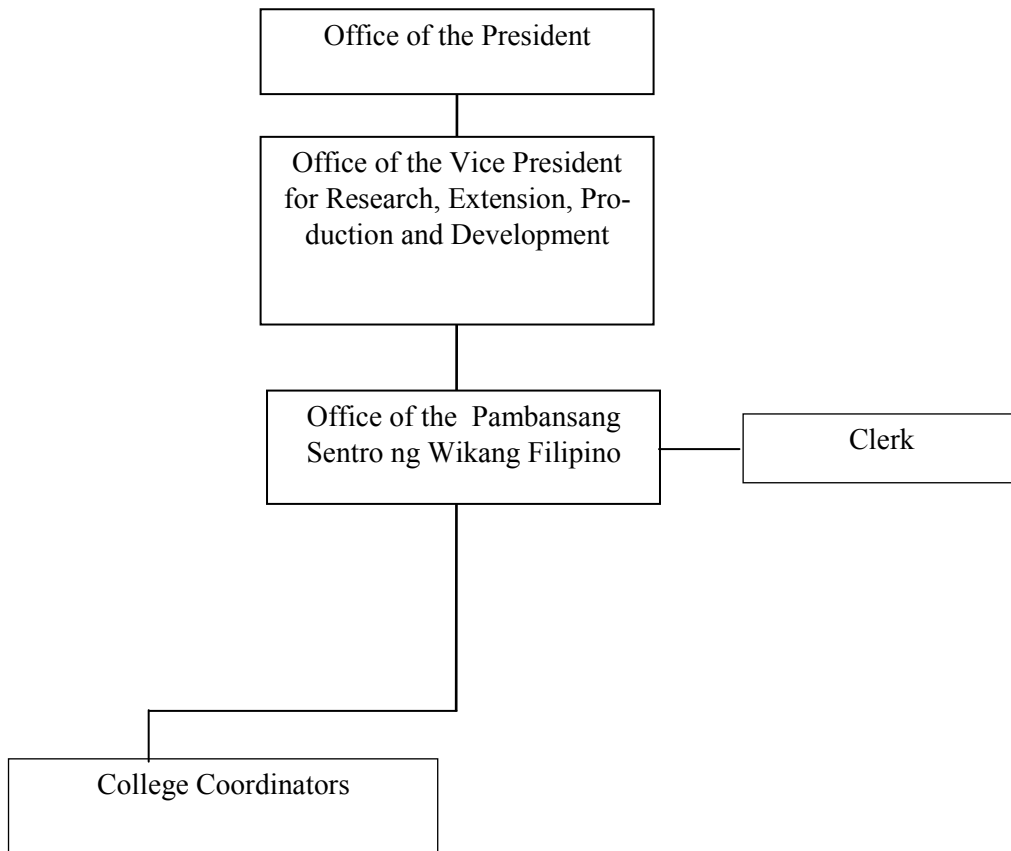 Office of the President
Office of the Vice President
for Research, Extension, Pro-
duction and Development
Office of the  Pambansang
Sentro ng Wikang Filipino
Clerk
College Coordinators